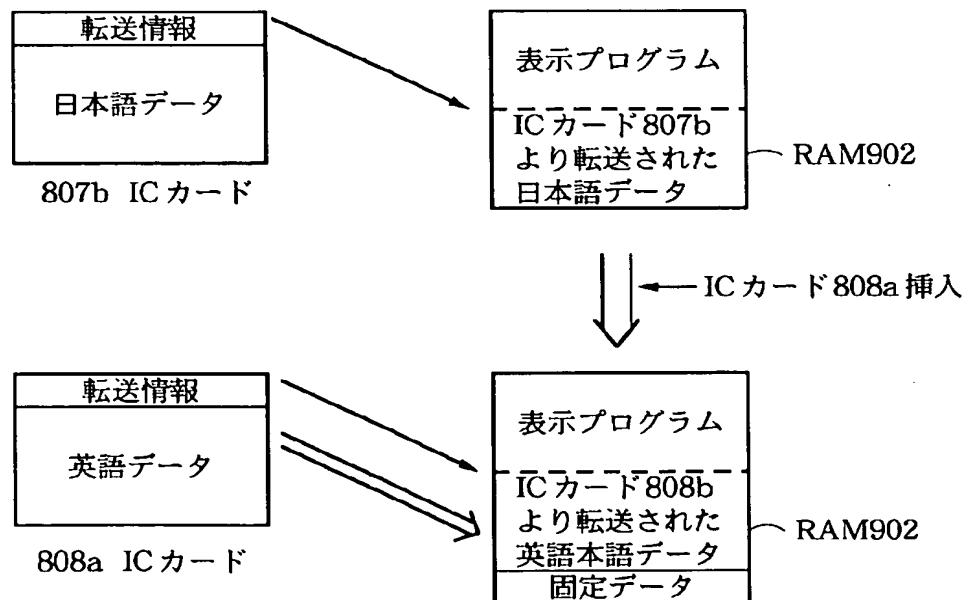 転送情報
日本語データ
807b ICカード
表示プログラム
ICカード807b
より転送された
日本語データ
RAM902
ICカード808a挿入
転送情報
英語データ
808a ICカード
表示プログラム
ICカード808b
より転送された
英語本語データ
固定データ
RAM902